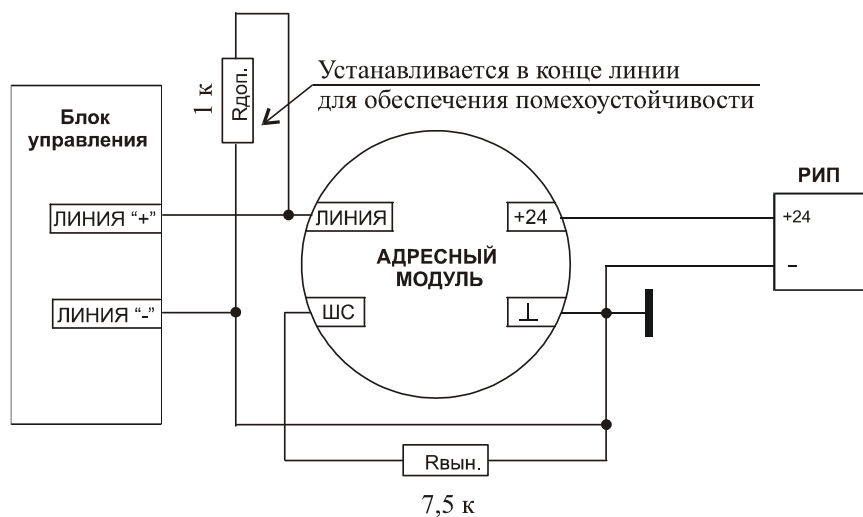 Устанавливается в конце линии
для обеспечения помехоустойчивости
1 к
Rдоп.
Блок
управления
ЛИНИЯ “+”
ЛИНИЯ “-”
ЛИНИЯ
+24
АДРЕСНЫЙ
МОДУЛЬ
ШС
⊥
РИП
+24
–
Rвын.
7,5 к